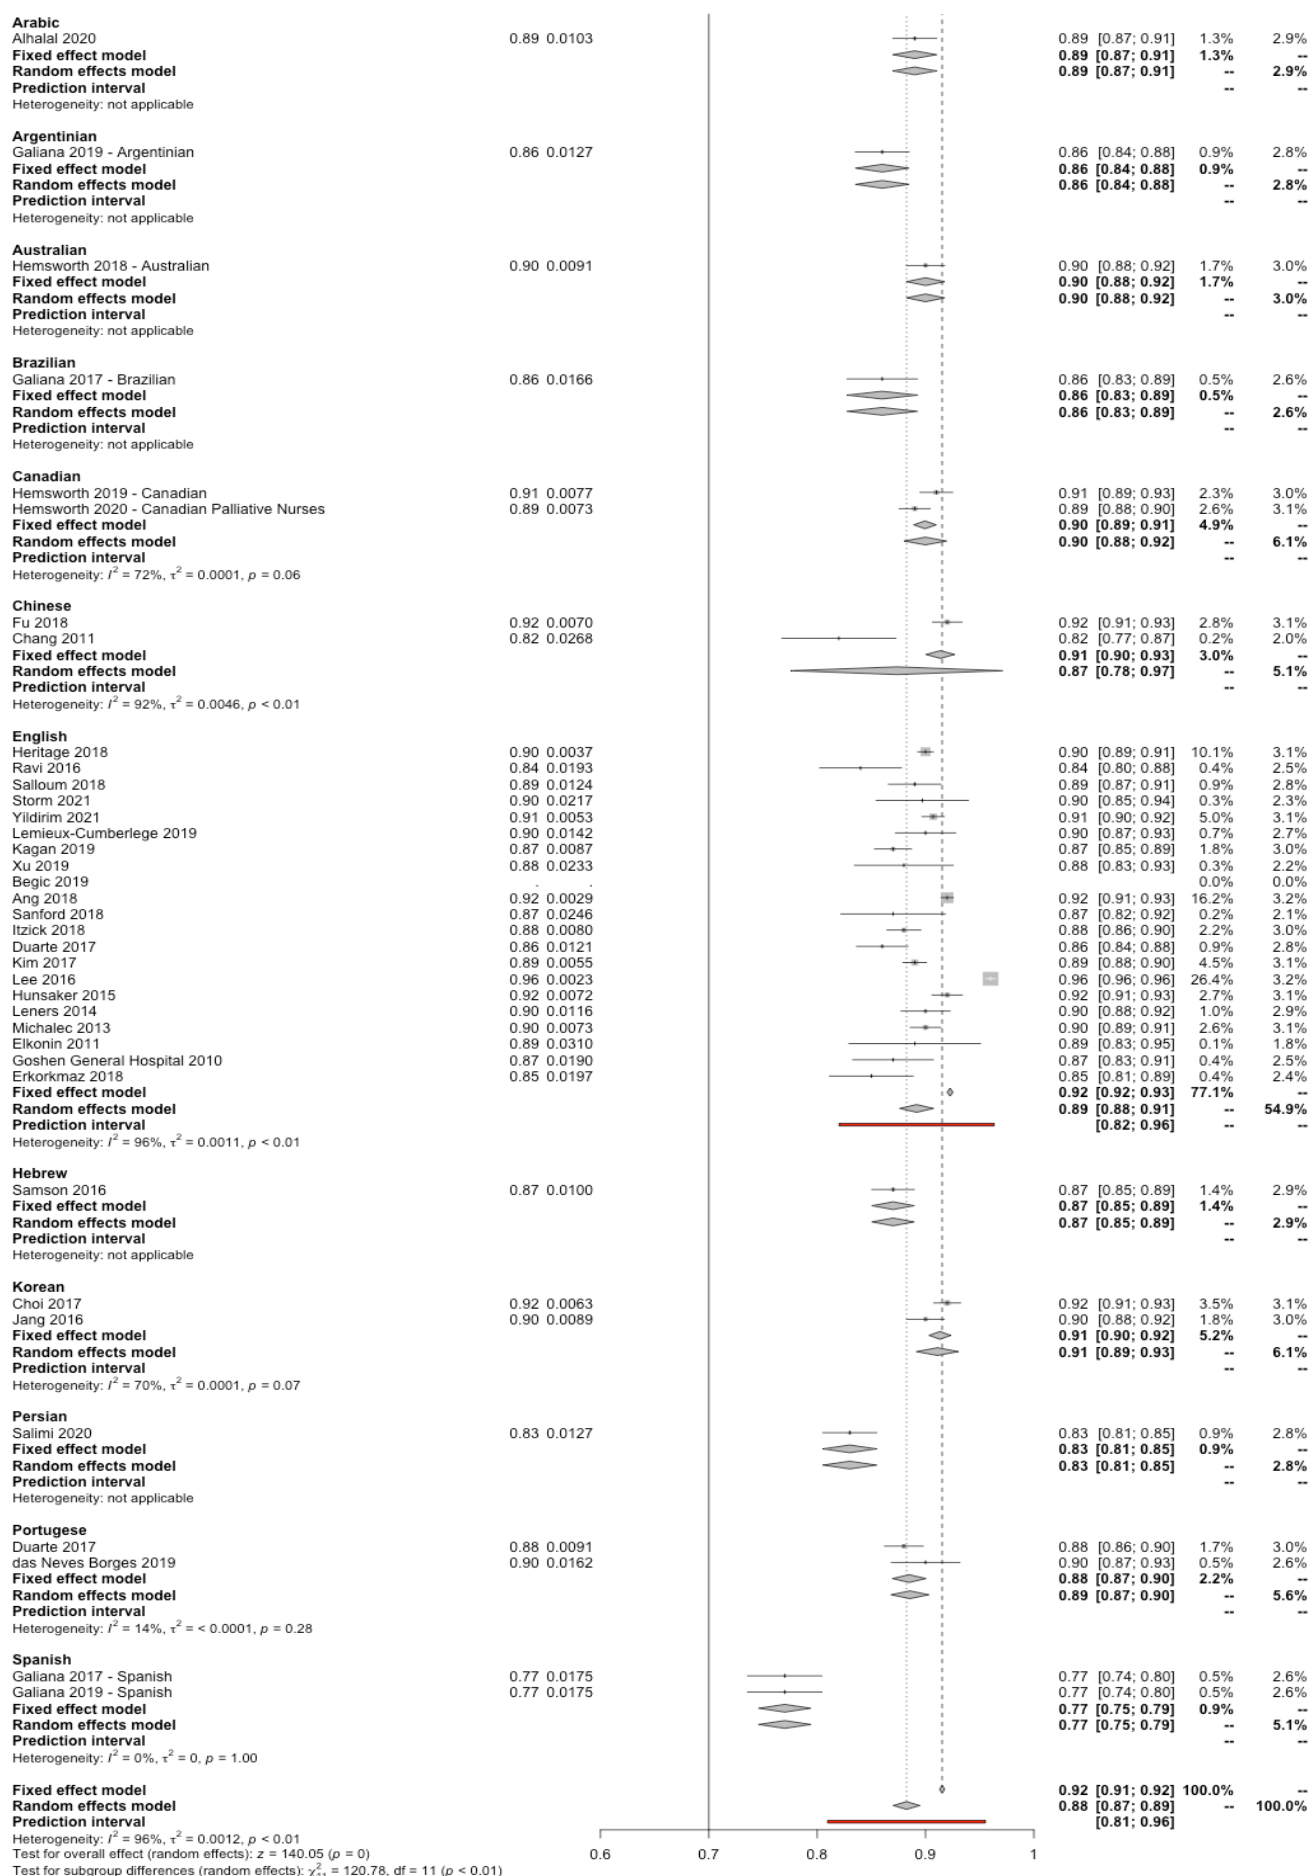 Arabic
Alhalal 2020 0.89 0.0103 0.89 [0.87; 0.91] 1.3% 2.9%
Fixed effect model 0.89 [0.87; 0.91] 1.3% --
Random effects model 0.89 [0.87; 0.91] -- 2.9%
Prediction interval -- --
Heterogeneity: not applicable
Argentinian
Galiana 2019 - Argentinian 0.86 0.0127 0.86 [0.84; 0.88] 0.9% 2.8%
Fixed effect model 0.86 [0.84; 0.88] 0.9% --
Random effects model 0.86 [0.84; 0.88] -- 2.8%
Prediction interval -- --
Heterogeneity: not applicable
Australian
Hemsworth 2018 - Australian 0.90 0.0091 0.90 [0.88; 0.92] 1.7% 3.0%
Fixed effect model 0.90 [0.88; 0.92] 1.7% --
Random effects model 0.90 [0.88; 0.92] -- 3.0%
Prediction interval -- --
Heterogeneity: not applicable
Brazilian
Galiana 2017 - Brazilian 0.86 0.0166 0.86 [0.83; 0.89] 0.5% 2.6%
Fixed effect model 0.86 [0.83; 0.89] 0.5% --
Random effects model 0.86 [0.83; 0.89] -- 2.6%
Prediction interval -- --
Heterogeneity: not applicable
Canadian
Hemsworth 2019 - Canadian 0.91 0.0077 0.91 [0.89; 0.93] 2.3% 3.0%
Hemsworth 2020 - Canadian Palliative Nurses 0.89 0.0073 0.89 [0.88; 0.90] 2.6% 3.1%
Fixed effect model 0.90 [0.89; 0.91] 4.9% --
Random effects model 0.90 [0.88; 0.92] -- 6.1%
Prediction interval -- --
Heterogeneity: I² = 72%, τ² = 0.0001, p = 0.06
Chinese
Fu 2018 0.92 0.0070 0.92 [0.91; 0.93] 2.8% 3.1%
Chang 2011 0.82 0.0268 0.82 [0.77; 0.87] 0.2% 2.0%
Fixed effect model 0.91 [0.90; 0.93] 3.0% --
Random effects model 0.87 [0.78; 0.97] -- 5.1%
Prediction interval -- --
Heterogeneity: I² = 92%, τ² = 0.0046, p < 0.01
English
Heritage 2018 0.90 0.0037 0.90 [0.89; 0.91] 10.1% 3.1%
Ravi 2016 0.84 0.0193 0.84 [0.80; 0.88] 0.4% 2.5%
Salloum 2018 0.89 0.0124 0.89 [0.87; 0.91] 0.9% 2.8%
Storm 2021 0.90 0.0217 0.90 [0.85; 0.94] 0.3% 2.3%
Yildirim 2021 0.91 0.0053 0.91 [0.90; 0.92] 5.0% 3.1%
Lemieux-Cumberlege 2019 0.90 0.0142 0.90 [0.87; 0.93] 0.7% 2.7%
Kagan 2019 0.87 0.0087 0.87 [0.85; 0.89] 1.8% 3.0%
Xu 2019 0.88 0.0233 0.88 [0.83; 0.93] 0.3% 2.2%
Begic 2019 . . 0.0% 0.0%
Ang 2018 0.92 0.0029 0.92 [0.91; 0.93] 16.2% 3.2%
Sanford 2018 0.87 0.0246 0.87 [0.82; 0.92] 0.2% 2.1%
Itzick 2018 0.88 0.0080 0.88 [0.86; 0.90] 2.2% 3.0%
Duarte 2017 0.86 0.0121 0.86 [0.84; 0.88] 0.9% 2.8%
Kim 2017 0.89 0.0055 0.89 [0.88; 0.90] 4.5% 3.1%
Lee 2016 0.96 0.0023 0.96 [0.96; 0.96] 26.4% 3.2%
Hunsaker 2015 0.92 0.0072 0.92 [0.91; 0.93] 2.7% 3.1%
Leners 2014 0.90 0.0116 0.90 [0.88; 0.92] 1.0% 2.9%
Michalec 2013 0.90 0.0073 0.90 [0.89; 0.91] 2.6% 3.1%
Elkonin 2011 0.89 0.0310 0.89 [0.83; 0.95] 0.1% 1.8%
Goshen General Hospital 2010 0.87 0.0190 0.87 [0.83; 0.91] 0.4% 2.5%
Erkorkmaz 2018 0.85 0.0197 0.85 [0.81; 0.89] 0.4% 2.4%
Fixed effect model 0.92 [0.92; 0.93] 77.1% --
Random effects model 0.89 [0.88; 0.91] -- 54.9%
Prediction interval [0.82; 0.96] -- --
Heterogeneity: I² = 96%, τ² = 0.0011, p < 0.01
Hebrew
Samson 2016 0.87 0.0100 0.87 [0.85; 0.89] 1.4% 2.9%
Fixed effect model 0.87 [0.85; 0.89] 1.4% --
Random effects model 0.87 [0.85; 0.89] -- 2.9%
Prediction interval -- --
Heterogeneity: not applicable
Korean
Choi 2017 0.92 0.0063 0.92 [0.91; 0.93] 3.5% 3.1%
Jang 2016 0.90 0.0089 0.90 [0.88; 0.92] 1.8% 3.0%
Fixed effect model 0.91 [0.90; 0.92] 5.2% --
Random effects model 0.91 [0.89; 0.93] -- 6.1%
Prediction interval -- --
Heterogeneity: I² = 70%, τ² = 0.0001, p = 0.07
Persian
Salimi 2020 0.83 0.0127 0.83 [0.81; 0.85] 0.9% 2.8%
Fixed effect model 0.83 [0.81; 0.85] 0.9% --
Random effects model 0.83 [0.81; 0.85] -- 2.8%
Prediction interval -- --
Heterogeneity: not applicable
Portugese
Duarte 2017 0.88 0.0091 0.88 [0.86; 0.90] 1.7% 3.0%
das Neves Borges 2019 0.90 0.0162 0.90 [0.87; 0.93] 0.5% 2.6%
Fixed effect model 0.88 [0.87; 0.90] 2.2% --
Random effects model 0.89 [0.87; 0.90] -- 5.6%
Prediction interval -- --
Heterogeneity: I² = 14%, τ² = < 0.0001, p = 0.28
Spanish
Galiana 2017 - Spanish 0.77 0.0175 0.77 [0.74; 0.80] 0.5% 2.6%
Galiana 2019 - Spanish 0.77 0.0175 0.77 [0.74; 0.80] 0.5% 2.6%
Fixed effect model 0.77 [0.75; 0.79] 0.9% --
Random effects model 0.77 [0.75; 0.79] -- 5.1%
Prediction interval -- --
Heterogeneity: I² = 0%, τ² = 0, p = 1.00
Fixed effect model 0.92 [0.91; 0.92] 100.0% --
Random effects model 0.88 [0.87; 0.89] -- 100.0%
Prediction interval [0.81; 0.96]
Heterogeneity: I² = 96%, τ² = 0.0012, p < 0.01
Test for overall effect (random effects): z = 140.05 (p = 0) 0.6 0.7 0.8 0.9 1
Test for subgroup differences (random effects): χ²₁₁ = 120.78, df = 11 (p < 0.01)